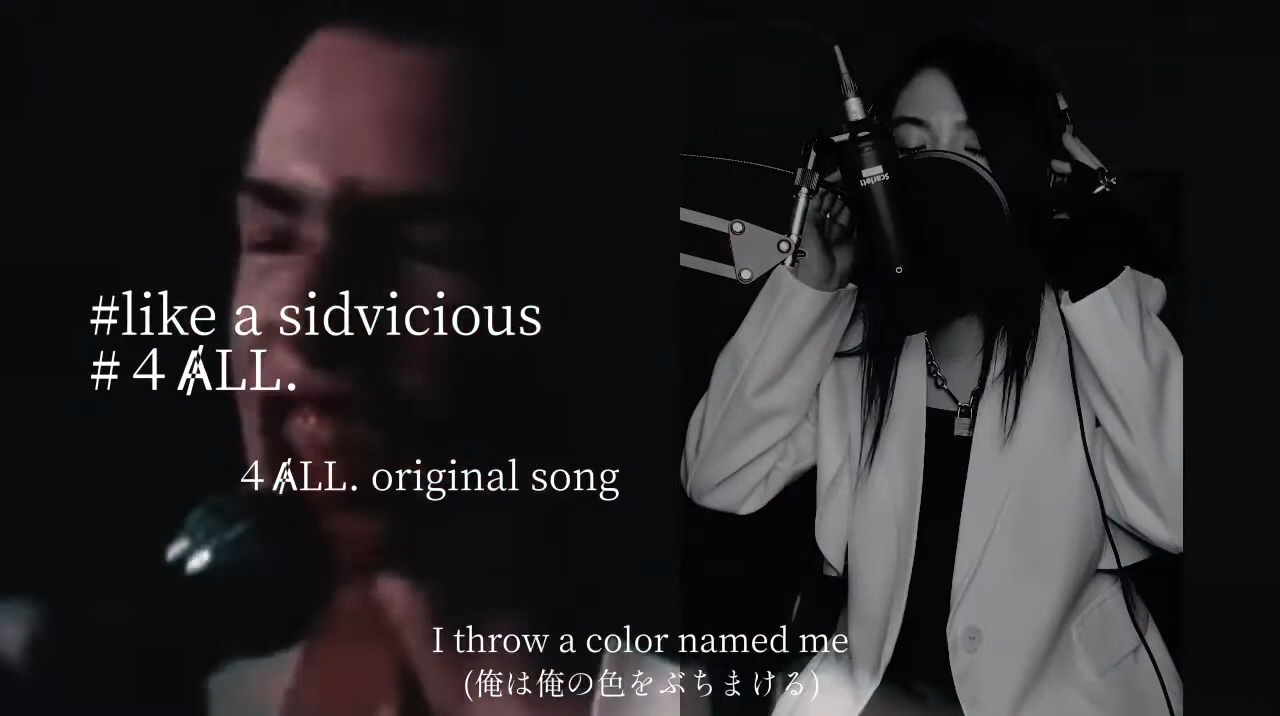 #like a sidvicious
#４ALL.
４ALL. original song
Scarlett
I throw a color named me
(俺は俺の色をぶちまける)